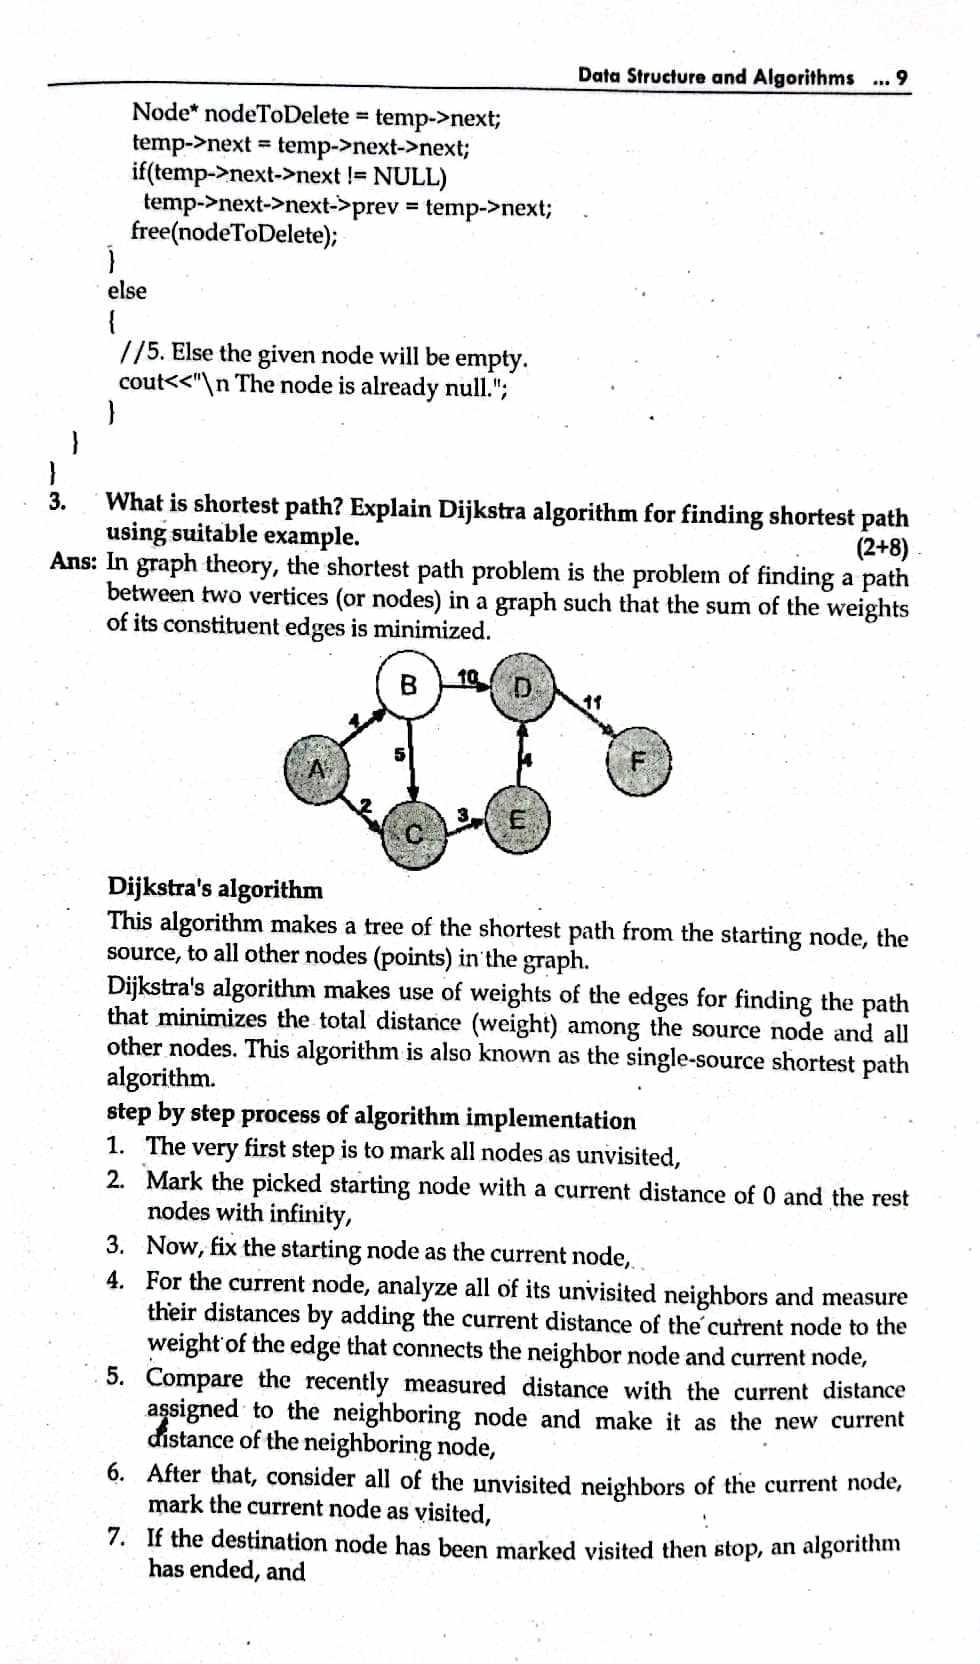 Data Structure and Algorithms ... 9
Node* nodeToDelete = temp->next;
temp->next = temp->next->next;
if(temp->next->next != NULL)
temp->next->next->prev = temp->next;
free(nodeToDelete);
}
else
{
//5. Else the given node will be empty.
cout<<"\n The node is already null.";
}
}
}
3. What is shortest path? Explain Dijkstra algorithm for finding shortest path
using suitable example. (2+8)
Ans: In graph theory, the shortest path problem is the problem of finding a path
between two vertices (or nodes) in a graph such that the sum of the weights
of its constituent edges is minimized.
B 10 D 11
4 5 4 F
A 2 3 E
C
Dijkstra's algorithm
This algorithm makes a tree of the shortest path from the starting node, the
source, to all other nodes (points) in the graph.
Dijkstra's algorithm makes use of weights of the edges for finding the path
that minimizes the total distance (weight) among the source node and all
other nodes. This algorithm is also known as the single-source shortest path
algorithm.
step by step process of algorithm implementation
1. The very first step is to mark all nodes as unvisited,
2. Mark the picked starting node with a current distance of 0 and the rest
nodes with infinity,
3. Now, fix the starting node as the current node,
4. For the current node, analyze all of its unvisited neighbors and measure
their distances by adding the current distance of the current node to the
weight of the edge that connects the neighbor node and current node,
5. Compare the recently measured distance with the current distance
assigned to the neighboring node and make it as the new current
distance of the neighboring node,
6. After that, consider all of the unvisited neighbors of the current node,
mark the current node as visited,
7. If the destination node has been marked visited then stop, an algorithm
has ended, and